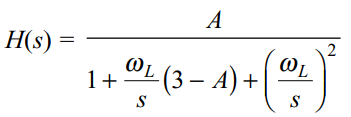 H(s) = A / (1 + ω_L/s (3 – A) + (ω_L/s)^2)